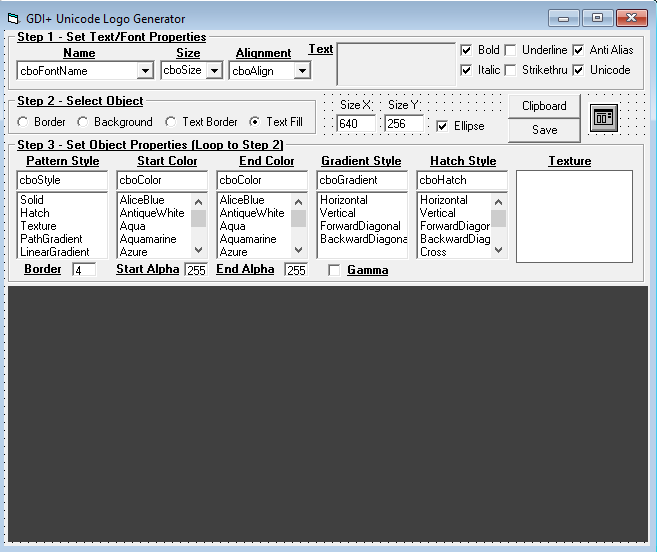 GDI+ Unicode Logo Generator
Step 1 - Set Text/Font Properties
Name Size Alignment Text
cboFontName cboSize cboAlign
Bold Underline Anti Alias
Italic Strikethru Unicode
Step 2 - Select Object
Border Background Text Border Text Fill
Size X Size Y
640 256 Ellipse
Clipboard
Save
Step 3 - Set Object Properties (Loop to Step 2)
Pattern Style Start Color End Color Gradient Style Hatch Style Texture
cboStyle cboColor cboColor cboGradient cboHatch
Solid AliceBlue AliceBlue Horizontal Horizontal
Hatch AntiqueWhite AntiqueWhite Vertical Vertical
Texture Aqua Aqua ForwardDiagonal ForwardDiagor
PathGradient Aquamarine Aquamarine BackwardDiagona BackwardDiag
LinearGradient Azure Azure Cross
Border 4 Start Alpha 255 End Alpha 255 Gamma